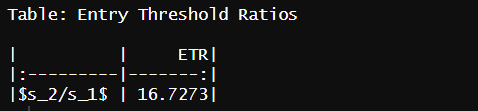 Table: Entry Threshold Ratios
|         |     ETR|
|:---------|-------:|
|$s_2/s_1$ | 16.7273|